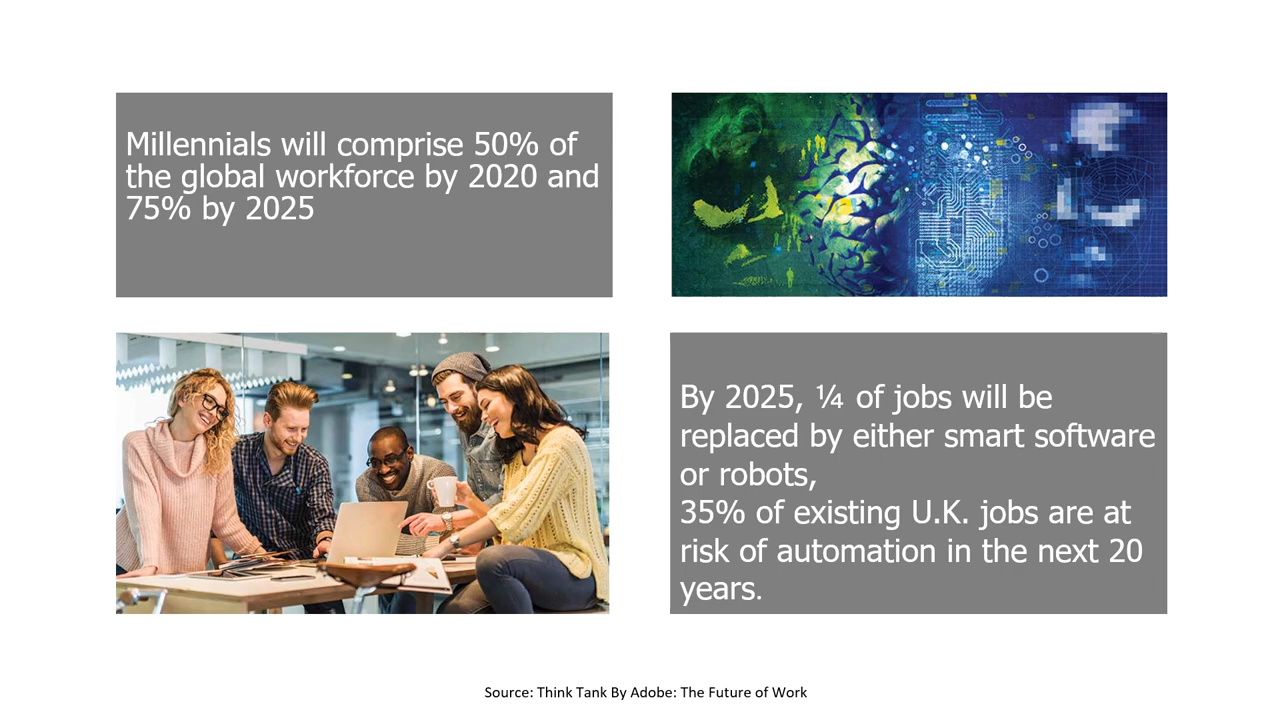 Millennials will comprise 50% of
the global workforce by 2020 and
75% by 2025
By 2025, ¼ of jobs will be
replaced by either smart software
or robots,
35% of existing U.K. jobs are at
risk of automation in the next 20
years.
Source: Think Tank By Adobe: The Future of Work